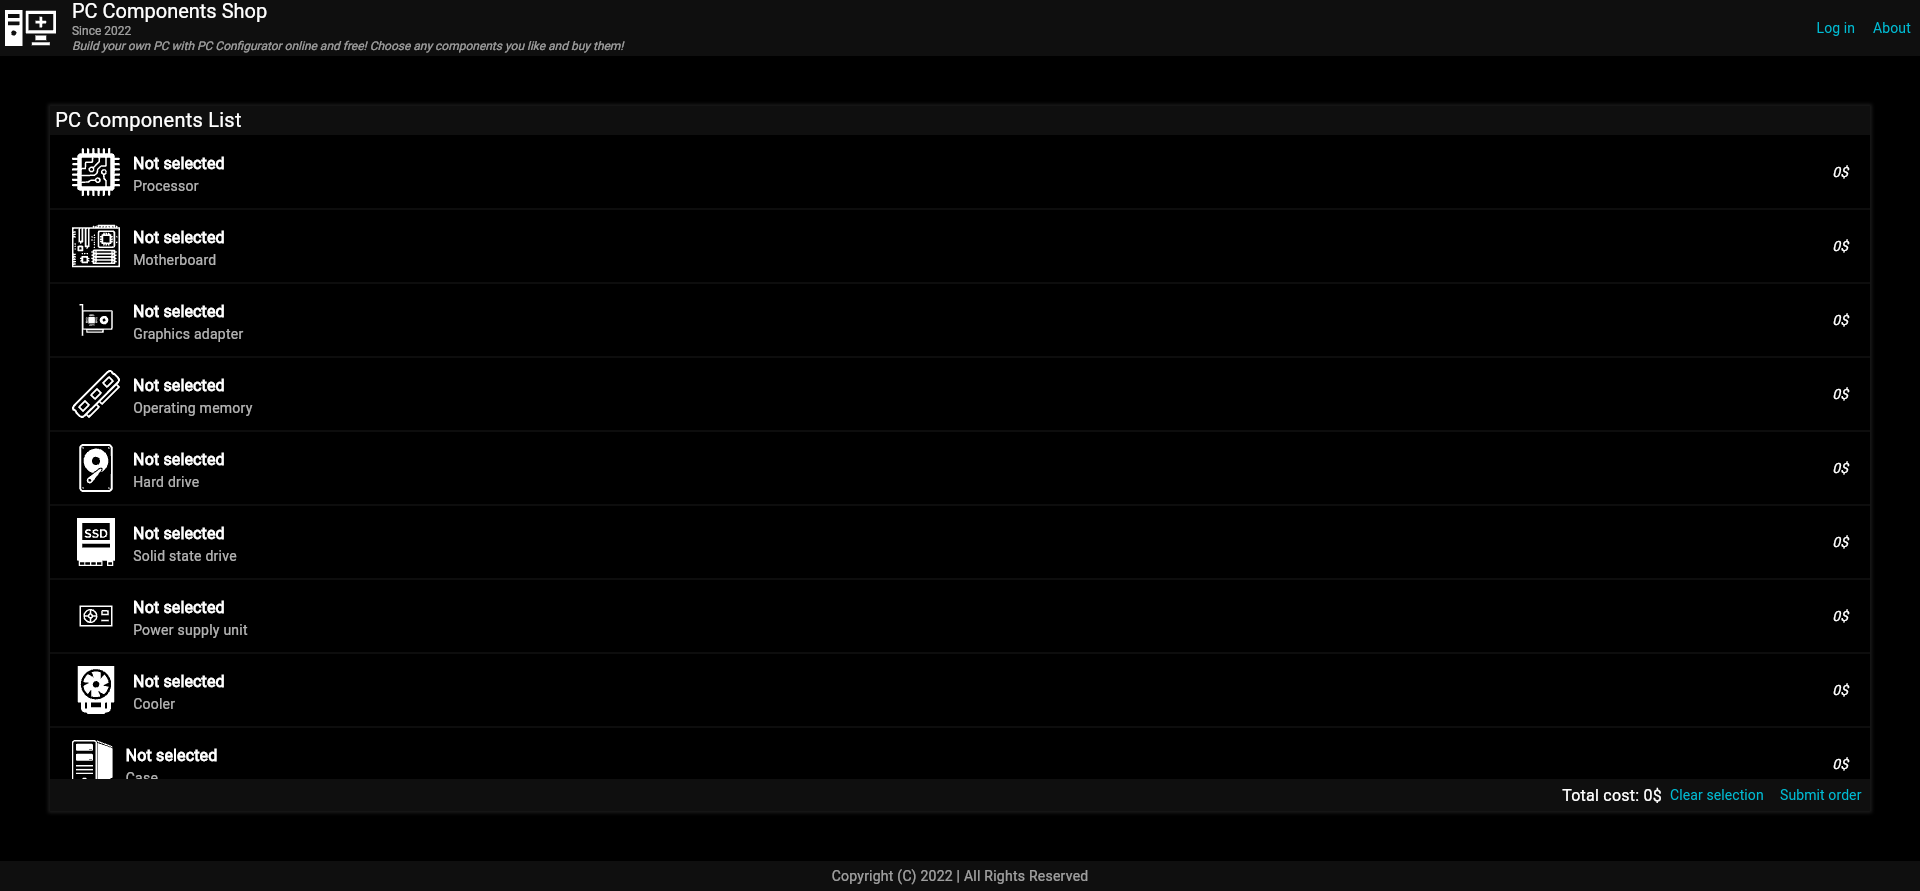 PC Components Shop
Since 2022
Build your own PC with PC Configurator online and free! Choose any components you like and buy them!
Log in
About
PC Components List
Not selected
Processor
0$
Not selected
Motherboard
0$
Not selected
Graphics adapter
0$
Not selected
Operating memory
0$
Not selected
Hard drive
0$
SSD
Not selected
Solid state drive
0$
Not selected
Power supply unit
0$
Not selected
Cooler
0$
Not selected
Case
0$
Total cost: 0$
Clear selection
Submit order
Copyright (C) 2022 | All Rights Reserved